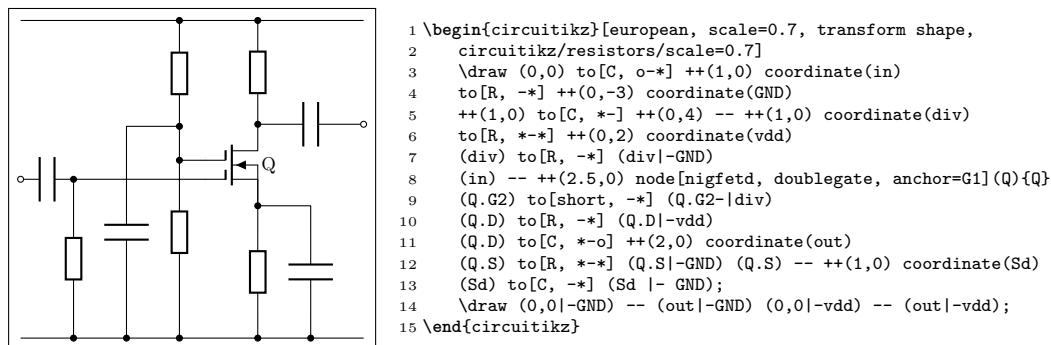 Q
1 \begin{circuitikz}[european, scale=0.7, transform shape,
2 circuitikz/resistors/scale=0.7]
3 \draw (0,0) to[C, o-*] ++(1,0) coordinate(in)
4 to[R, -*] ++(0,-3) coordinate(GND)
5 ++(1,0) to[C, *-] ++(0,4) -- ++(1,0) coordinate(div)
6 to[R, *-*] ++(0,2) coordinate(vdd)
7 (div) to[R, -*] (div|-GND)
8 (in) -- ++(2.5,0) node[nigfetd, doublegate, anchor=G1](Q){Q}
9 (Q.G2) to[short, -*] (Q.G2-|div)
10 (Q.D) to[R, -*] (Q.D|-vdd)
11 (Q.D) to[C, *-o] ++(2,0) coordinate(out)
12 (Q.S) to[R, *-*] (Q.S|-GND) (Q.S) -- ++(1,0) coordinate(Sd)
13 (Sd) to[C, -*] (Sd |- GND);
14 \draw (0,0|-GND) -- (out|-GND) (0,0|-vdd) -- (out|-vdd);
15 \end{circuitikz}